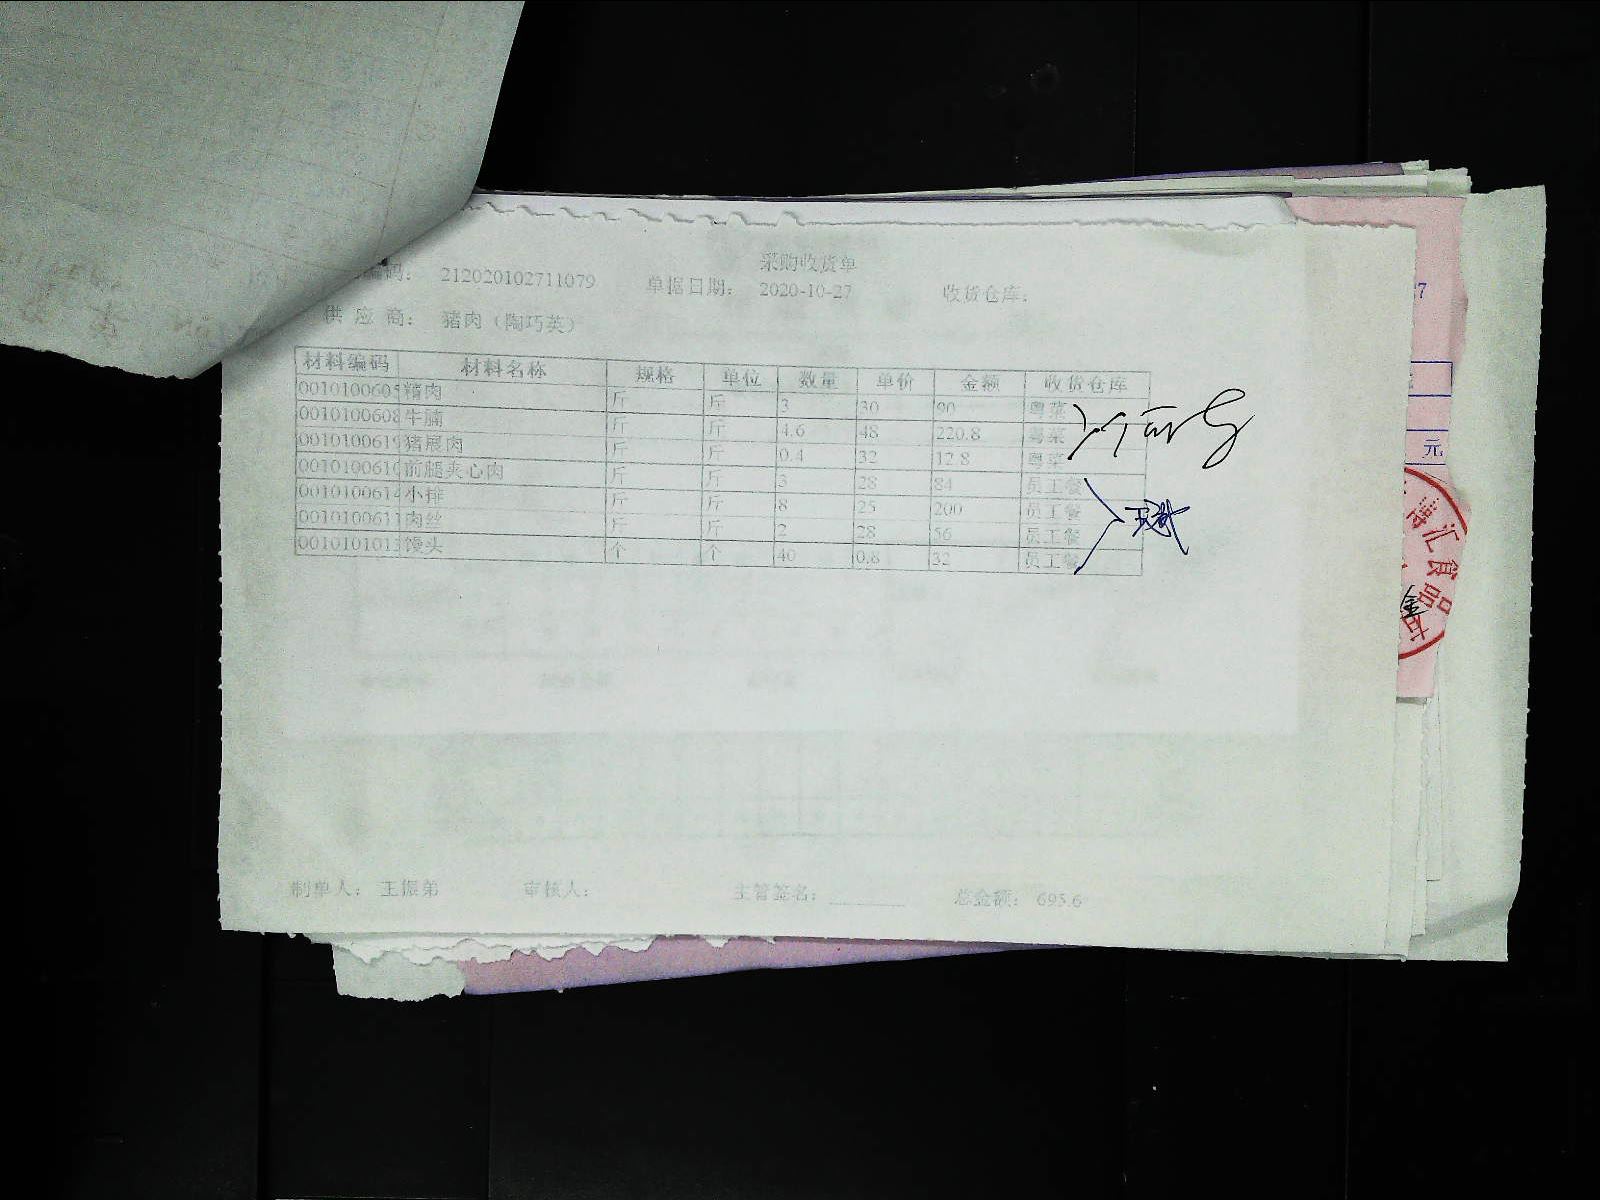 采购收货单
编码： 212020102711079 单据日期： 2020-10-27 收货仓库：
供 应 商： 猪肉（陶巧英）
材料编码 材料名称 规格 单位 数量 单价 金额 收货仓库
0010100605 精肉 斤 斤 3 30 90 粤菜
0010100608 牛腩 斤 斤 4.6 48 220.8 粤菜
0010100619 猪展肉 斤 斤 0.4 32 12.8 粤菜
0010100610 前腿夹心肉 斤 斤 3 28 84 员工餐
0010100614 小排 斤 斤 8 25 200 员工餐
0010100611 肉丝 斤 斤 2 28 56 员工餐
0010101013 馒头 个 个 40 0.8 32 员工餐
制单人： 王振弟 审核人： 主管签名： 总金额： 695.6
元
汇食品